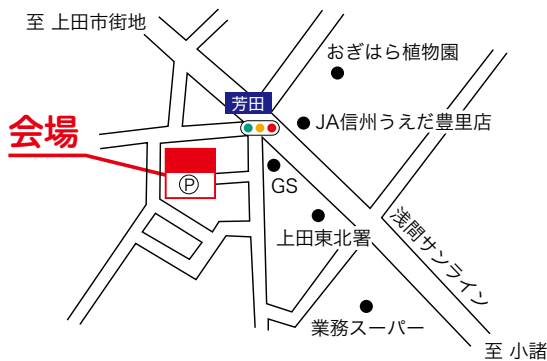 至 上田市街地
おぎはら植物園
芳田
JA信州うえだ豊里店
会場
P
GS
上田東北署
浅間サンライン
業務スーパー
至 小諸